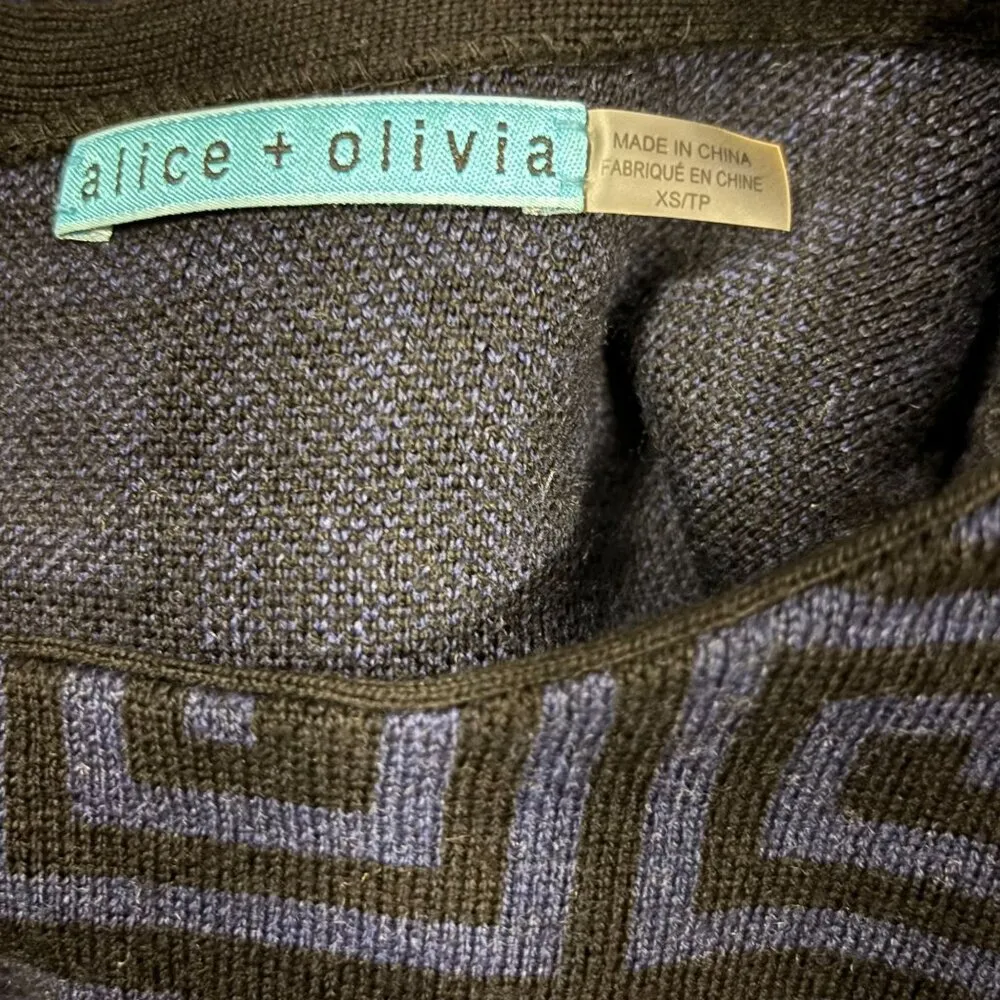 alice + olivia
MADE IN CHINA
FABRIQUÉ EN CHINE
XS/TP